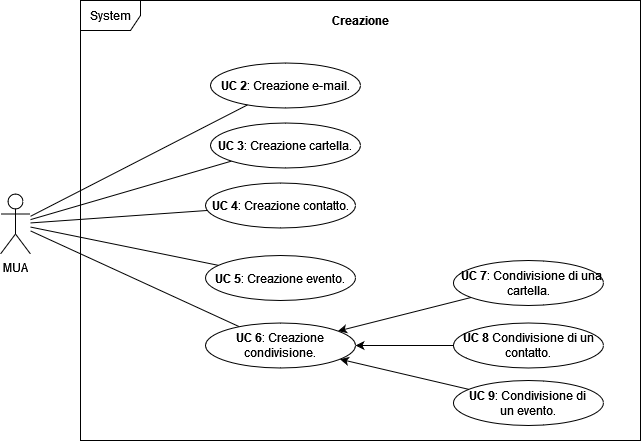 System
Creazione
UC 2: Creazione e-mail.
UC 3: Creazione cartella.
UC 4: Creazione contatto.
MUA
UC 5: Creazione evento.
UC 6: Creazione
condivisione.
UC 7: Condivisione di una
cartella.
UC 8 Condivisione di un
contatto.
UC 9: Condivisione di
un evento.